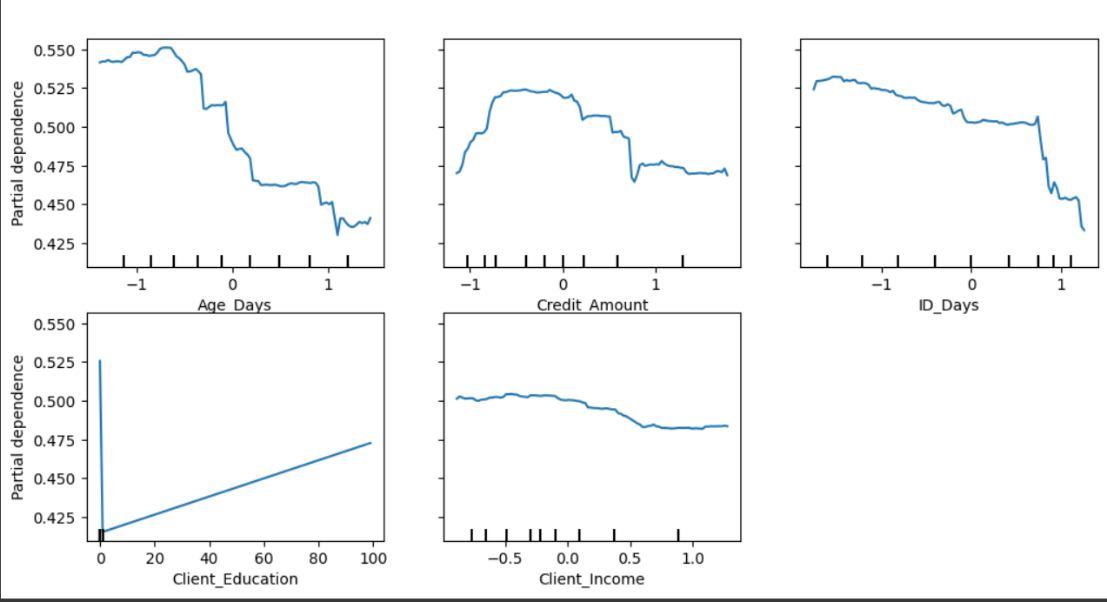 Partial dependence
0.550
0.525
0.500
0.475
0.450
0.425
−1 0 1
Age_Days
−1 0 1
Credit_Amount
−1 0 1
ID_Days
Partial dependence
0.550
0.525
0.500
0.475
0.450
0.425
0 20 40 60 80 100
Client_Education
−0.5 0.0 0.5 1.0
Client_Income